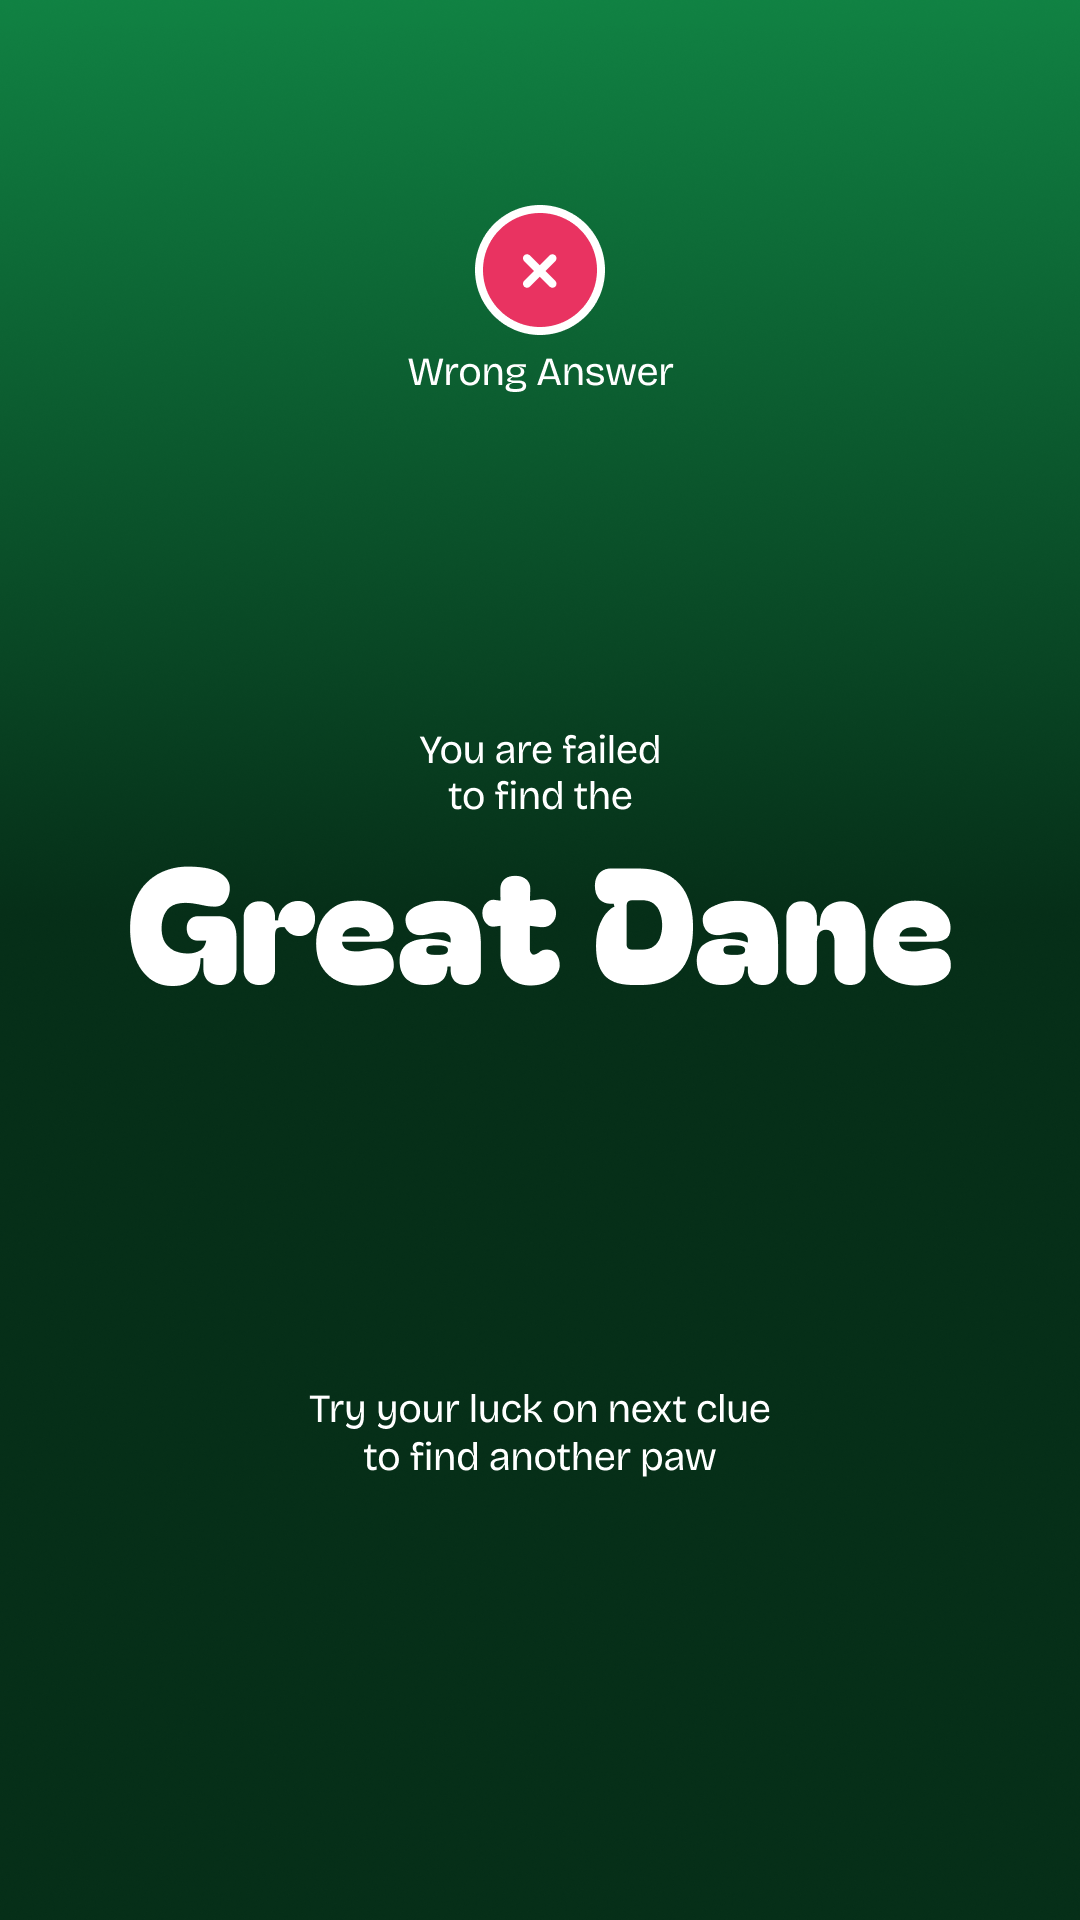 Wrong Answer
You are failed
to find the
Great Dane
Try your luck on next clue
to find another paw